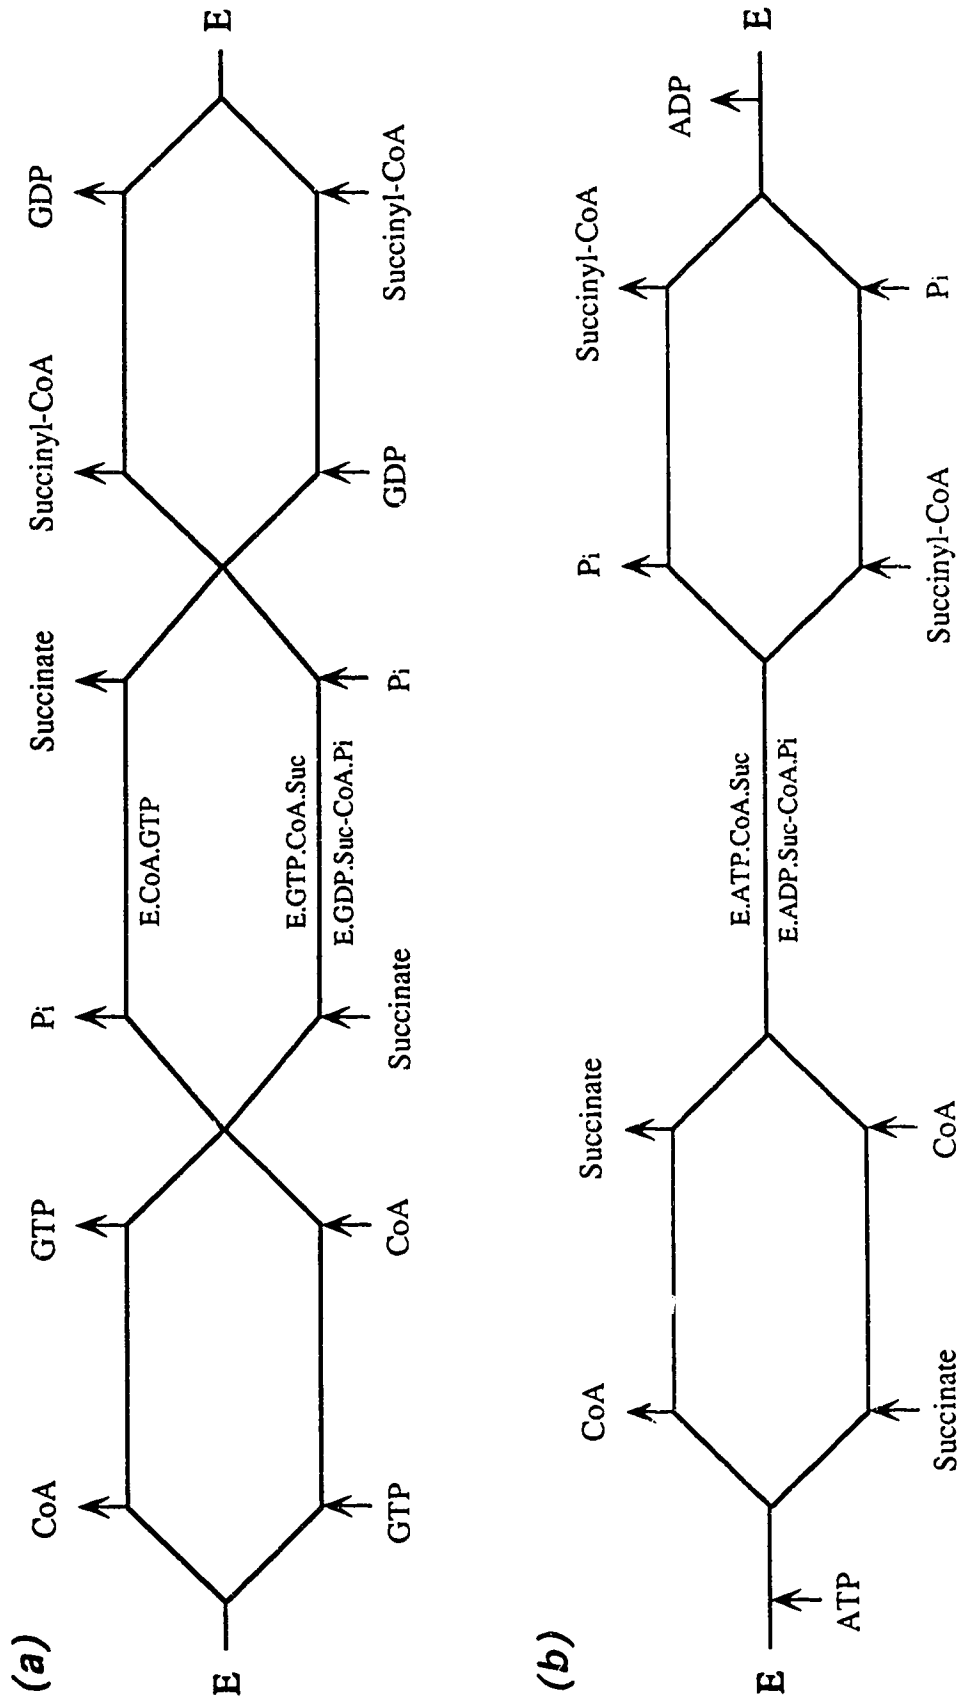 (a)
CoA
GTP
Pi
Succinate
Succinyl-CoA
GDP
E
E.CoA.GTP
E.GTP.CoA.Suc
E.GDP.Suc-CoA.Pi
E
GTP
CoA
Succinate
Pi
GDP
Succinyl-CoA
(b)
CoA
Succinate
Pi
Succinyl-CoA
ADP
E
E.ATP.CoA.Suc
E.ADP.Suc-CoA.Pi
E
ATP
Succinate
CoA
Succinyl-CoA
Pi